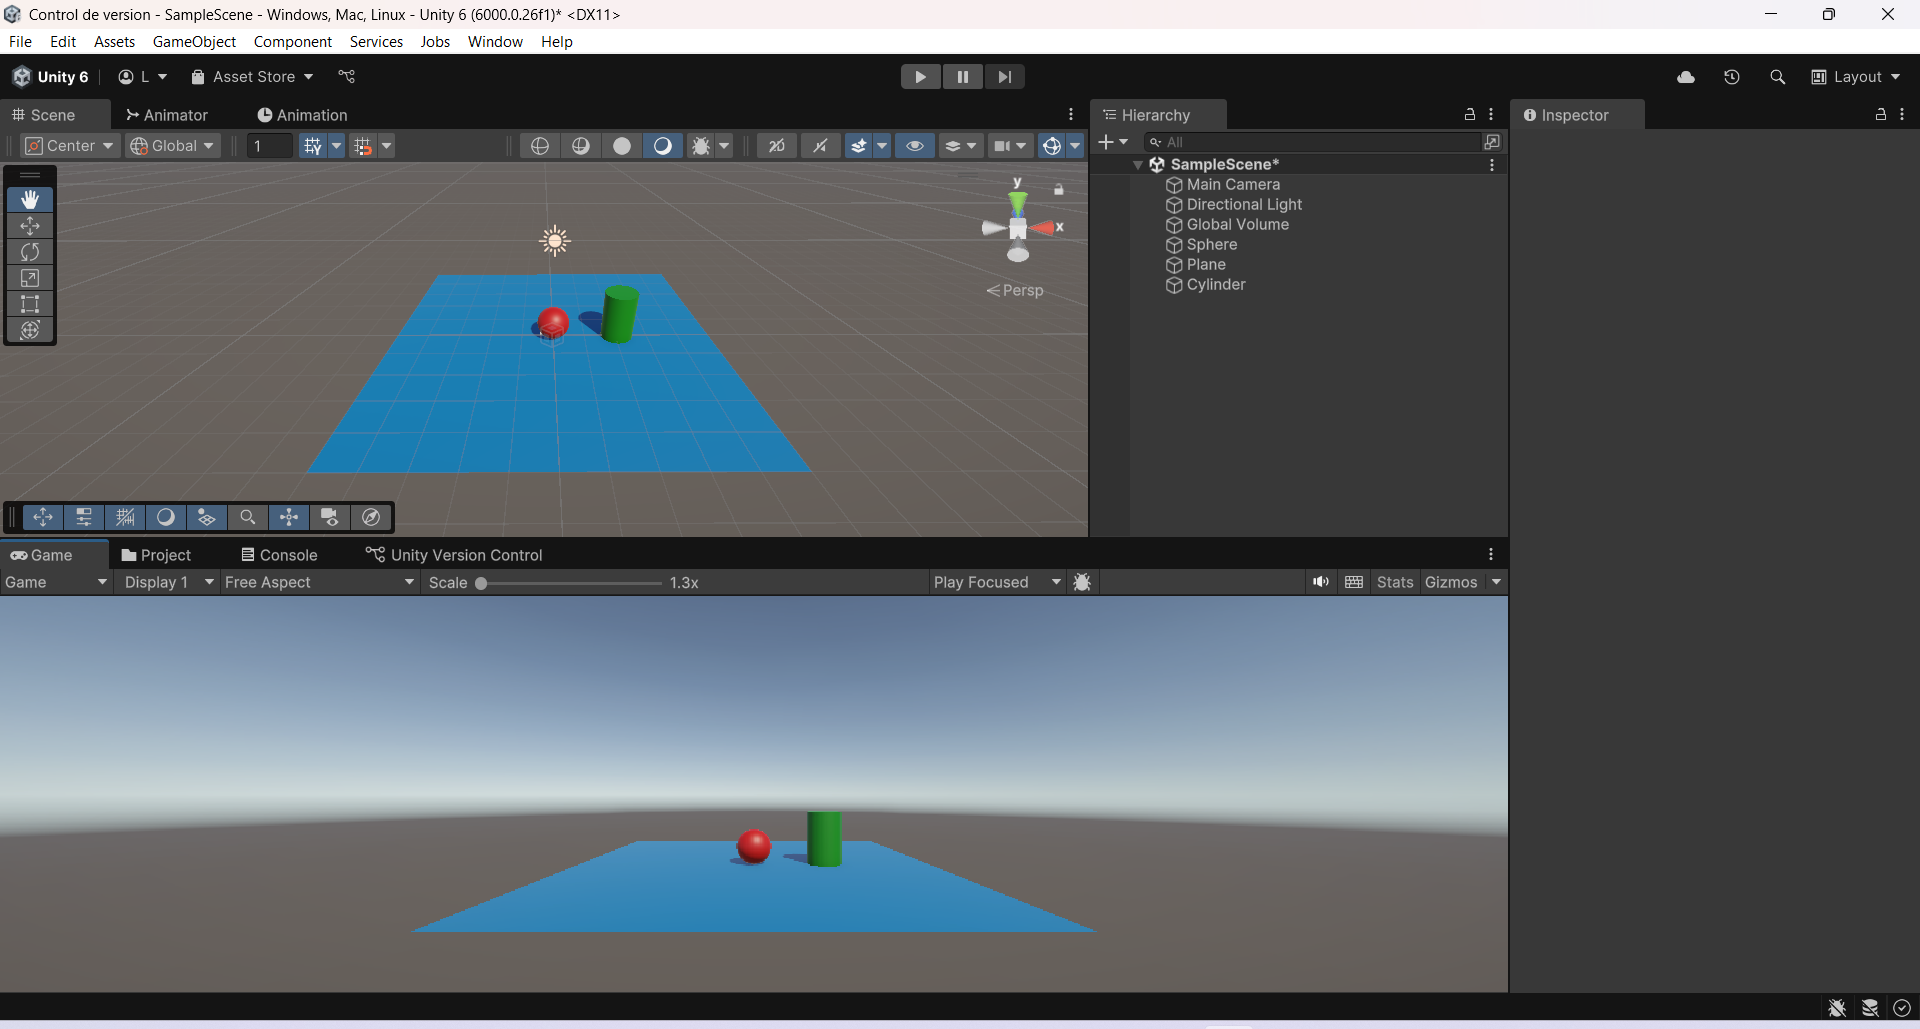 Control de version - SampleScene - Windows, Mac, Linux - Unity 6 (6000.0.26f1)* <DX11>
File Edit Assets GameObject Component Services Jobs Window Help
Unity 6 L Asset Store Layout
Scene Animator Animation
Center Global 1 2D
y
x
Persp
Hierarchy
All
SampleScene*
Main Camera
Directional Light
Global Volume
Sphere
Plane
Cylinder
Inspector
Game Project Console Unity Version Control
Game Display 1 Free Aspect Scale 1.3x Play Focused Stats Gizmos